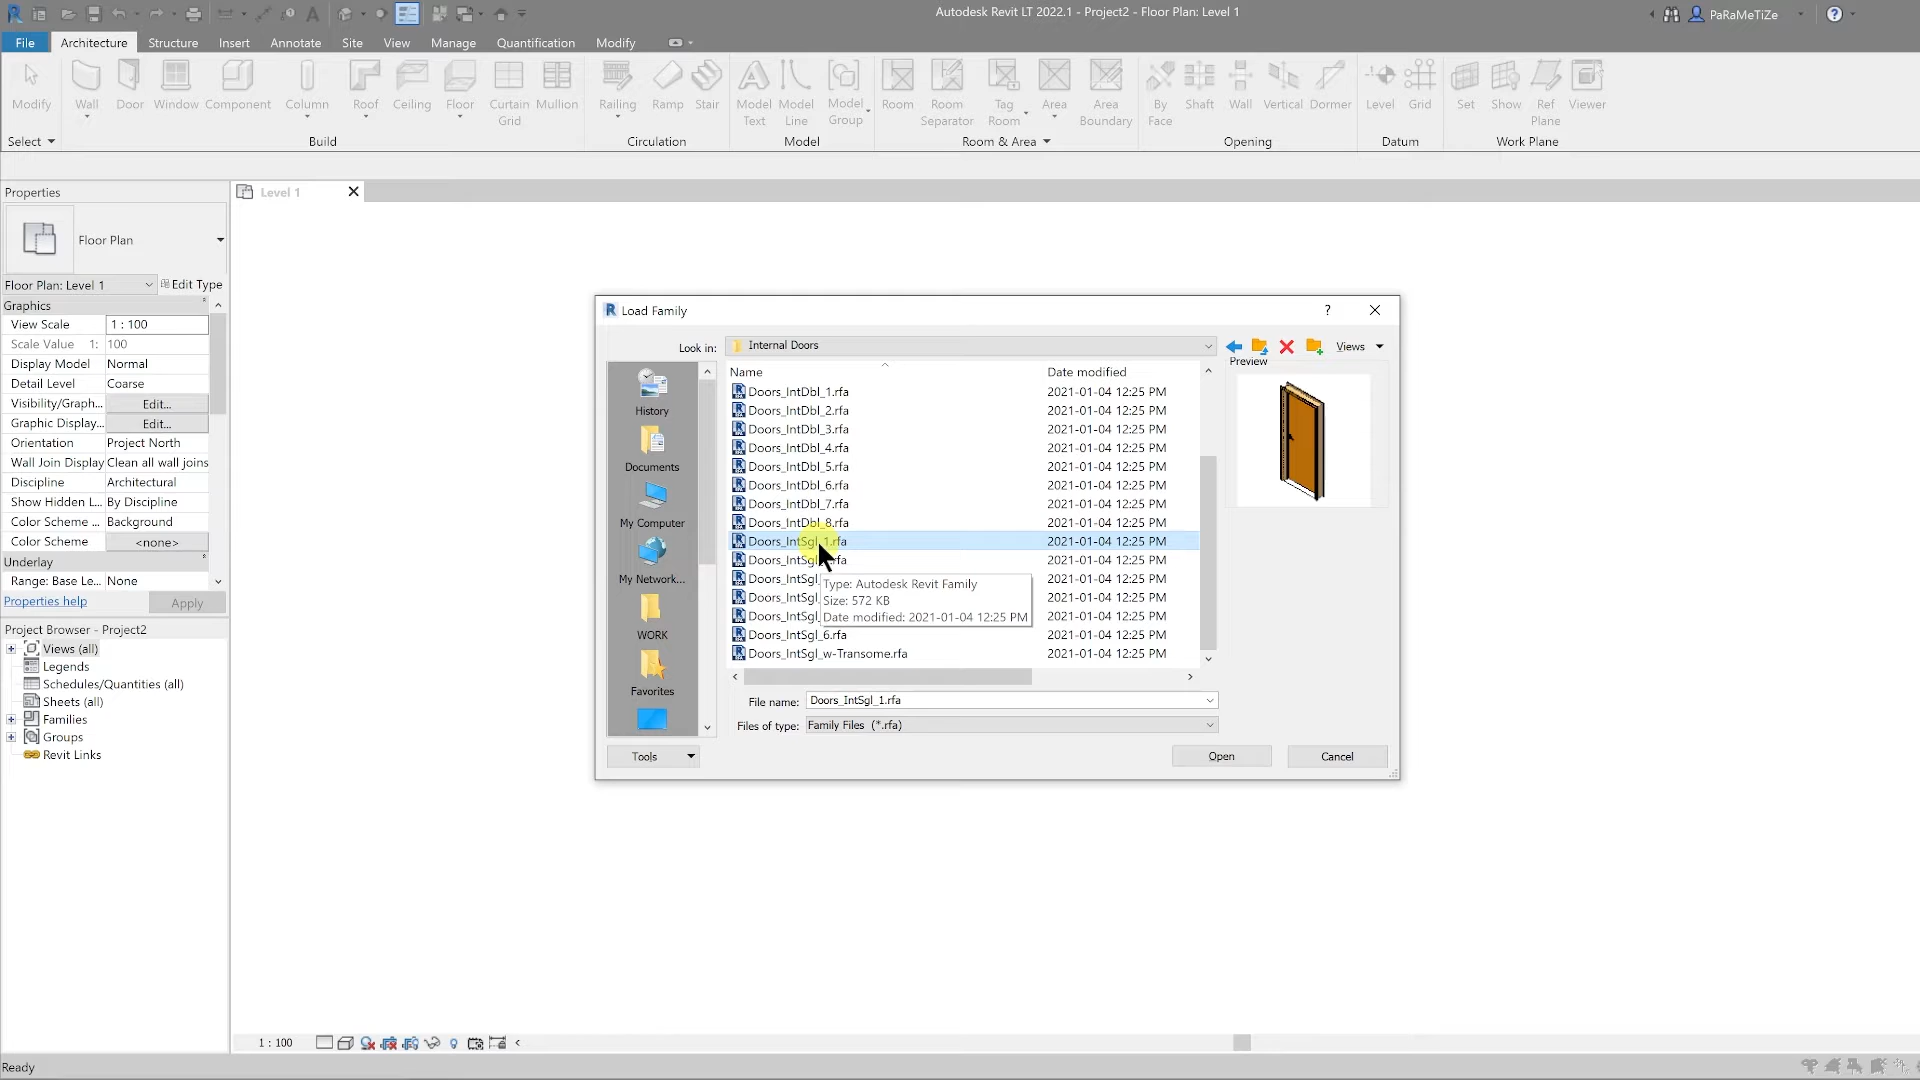 Autodesk Revit LT 2022.1 - Project2 - Floor Plan: Level 1
PaRaMeTiZe
File Architecture Structure Insert Annotate Site View Manage Quantification Modify
Modify Wall Door Window Component Column Roof Ceiling Floor Curtain Grid Mullion Railing Ramp Stair Model Text Model Line Model Group Room Room Separator Tag Room Area Area Boundary By Face Shaft Wall Vertical Dormer Level Grid Set Show Ref Plane Viewer
Select Build Circulation Model Room & Area Opening Datum Work Plane
Properties
Level 1
Floor Plan
Floor Plan: Level 1 Edit Type
Graphics
View Scale 1 : 100
Scale Value 1: 100
Display Model Normal
Detail Level Coarse
Visibility/Graph... Edit...
Graphic Display... Edit...
Orientation Project North
Wall Join Display Clean all wall joins
Discipline Architectural
Show Hidden L... By Discipline
Color Scheme ... Background
Color Scheme <none>
Underlay
Range: Base Le... None
Properties help Apply
Project Browser - Project2
Views (all)
Legends
Schedules/Quantities (all)
Sheets (all)
Families
Groups
Revit Links
Load Family
?
Look in: Internal Doors Views
History
Documents
My Computer
My Network...
WORK
Favorites
Name Date modified
Doors_IntDbl_1.rfa 2021-01-04 12:25 PM
Doors_IntDbl_2.rfa 2021-01-04 12:25 PM
Doors_IntDbl_3.rfa 2021-01-04 12:25 PM
Doors_IntDbl_4.rfa 2021-01-04 12:25 PM
Doors_IntDbl_5.rfa 2021-01-04 12:25 PM
Doors_IntDbl_6.rfa 2021-01-04 12:25 PM
Doors_IntDbl_7.rfa 2021-01-04 12:25 PM
Doors_IntDbl_8.rfa 2021-01-04 12:25 PM
Doors_IntSgl_1.rfa 2021-01-04 12:25 PM
2021-01-04 12:25 PM
Doors_IntSgl_ 2021-01-04 12:25 PM
Doors_IntSgl_ 2021-01-04 12:25 PM
Doors_IntSgl_ 2021-01-04 12:25 PM
Doors_IntSgl_6.rfa 2021-01-04 12:25 PM
Doors_IntSgl_w-Transome.rfa 2021-01-04 12:25 PM
Type: Autodesk Revit Family
Size: 572 KB
Date modified: 2021-01-04 12:25 PM
Preview
File name: Doors_IntSgl_1.rfa
Files of type: Family Files (*.rfa)
Tools Open Cancel
1 : 100
Ready